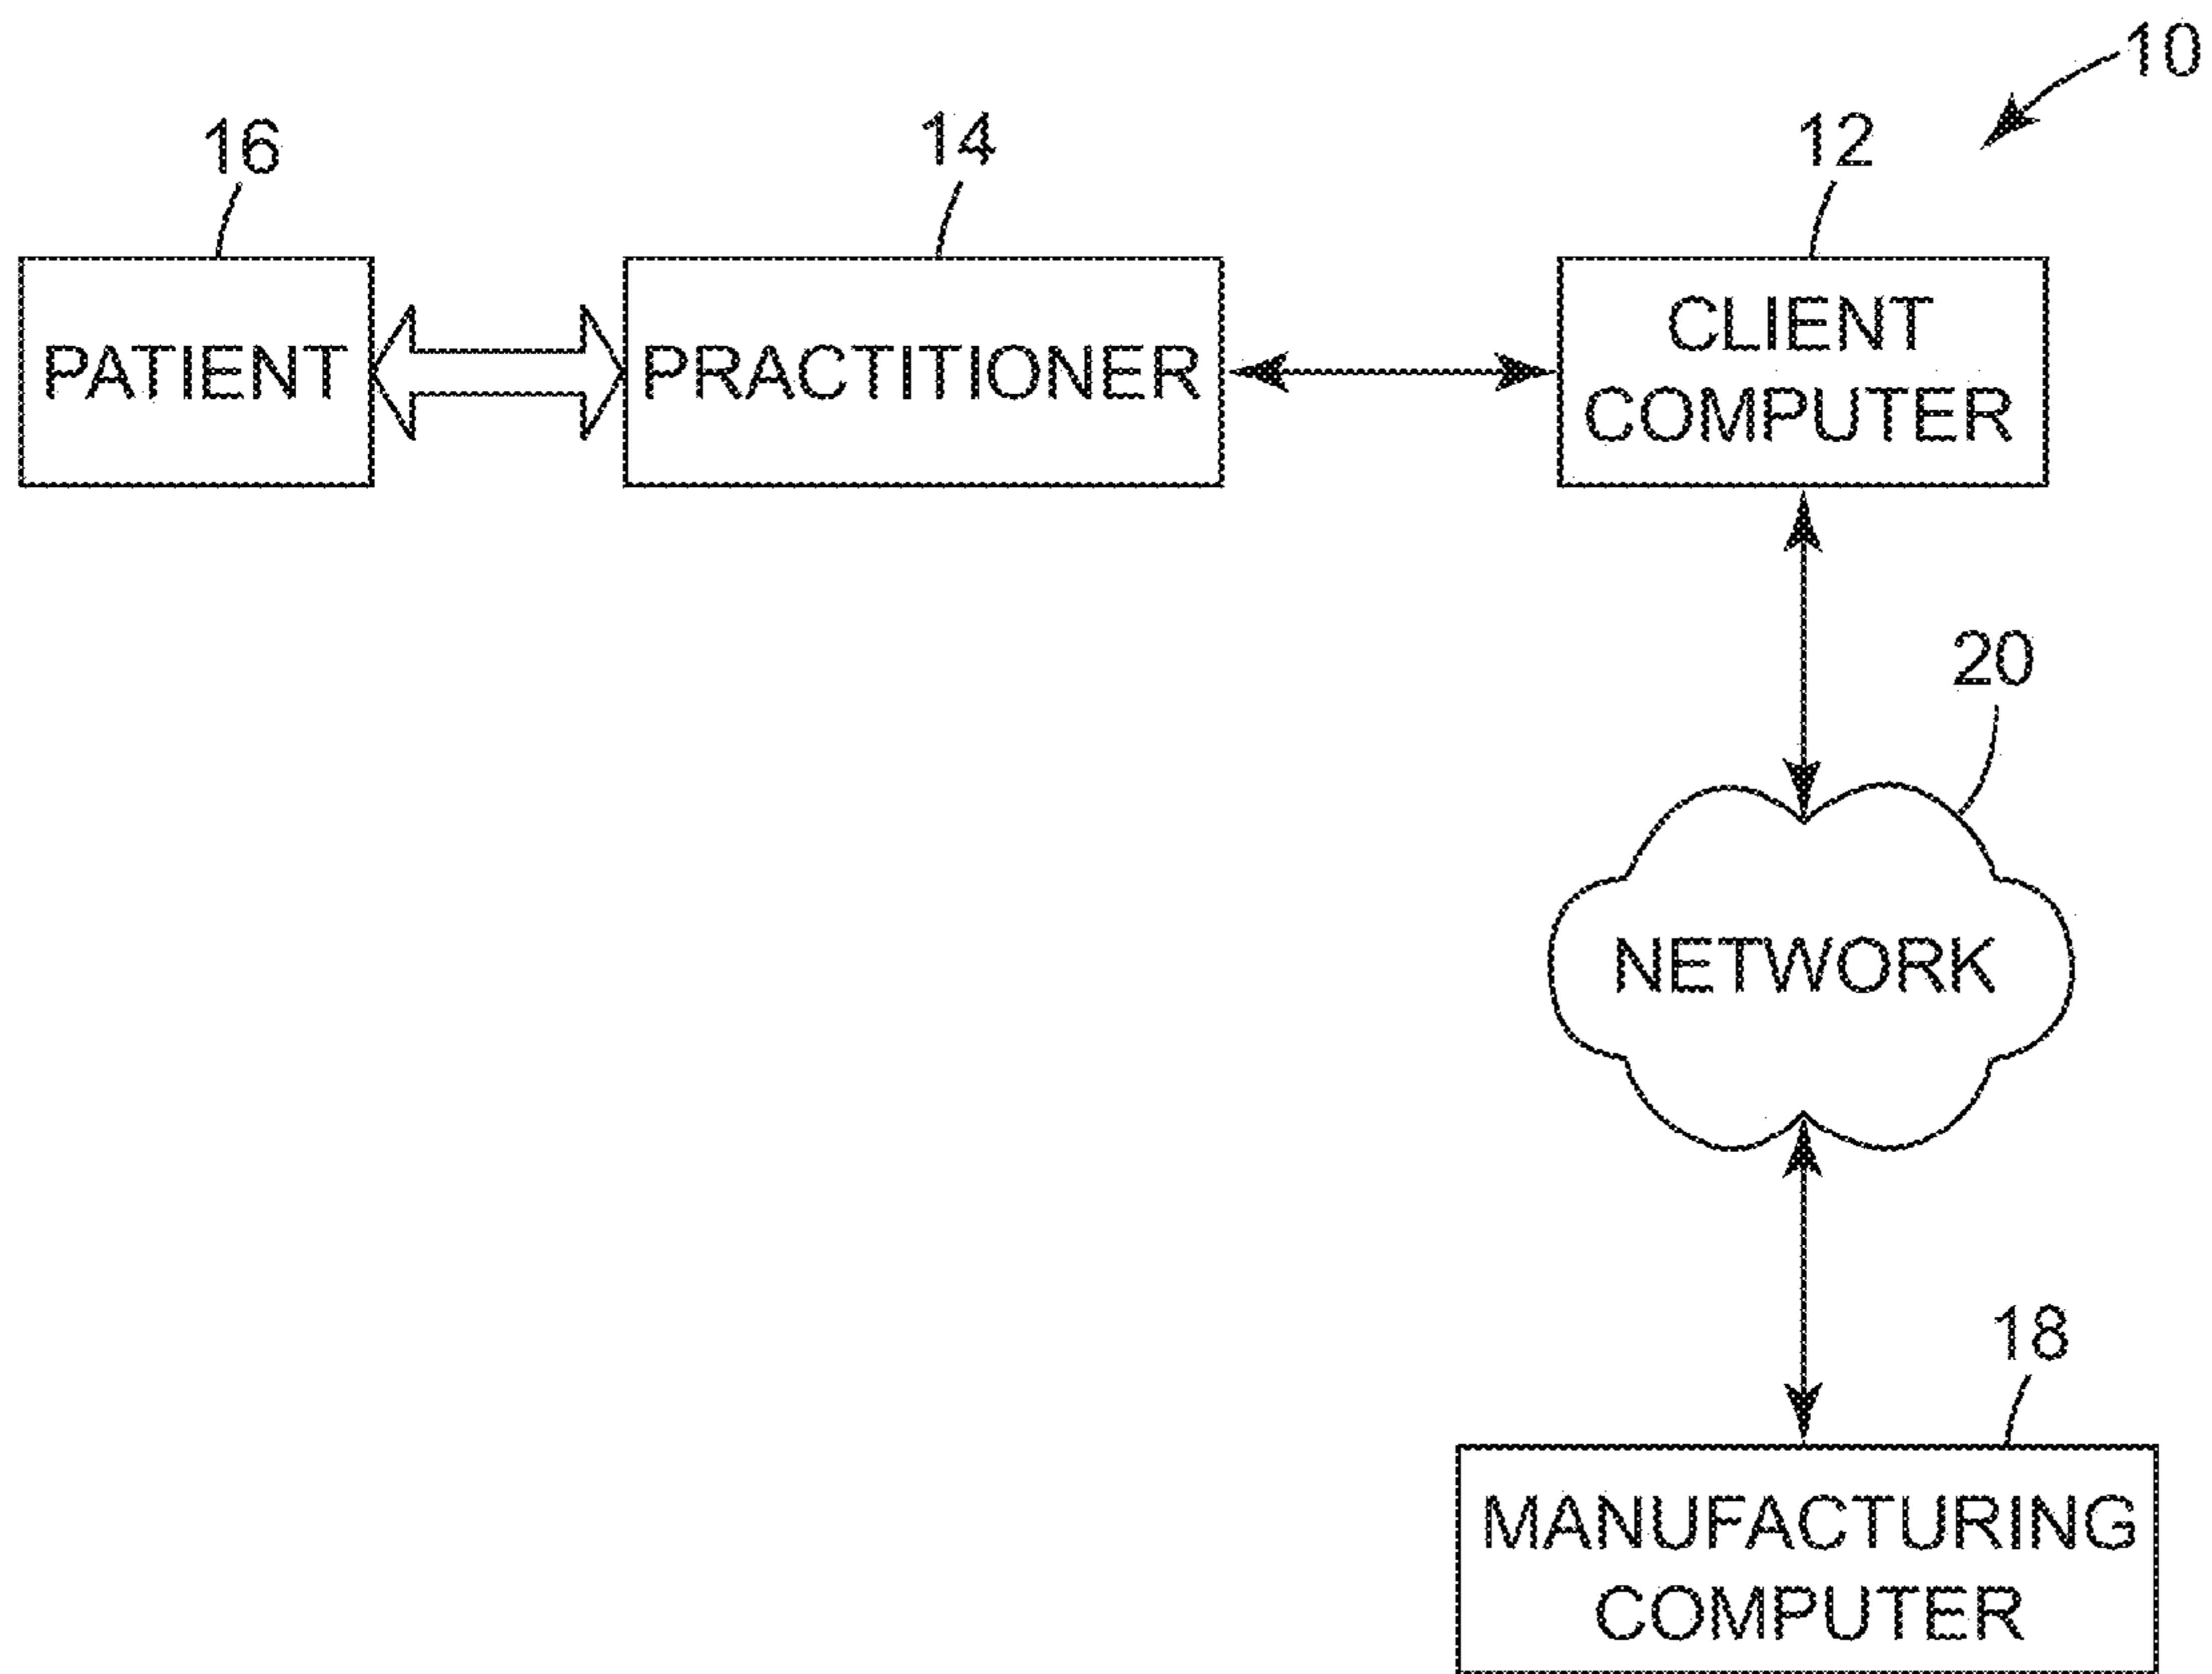 10
16
14
12
PATIENT
PRACTITIONER
CLIENT
COMPUTER
20
NETWORK
18
MANUFACTURING
COMPUTER